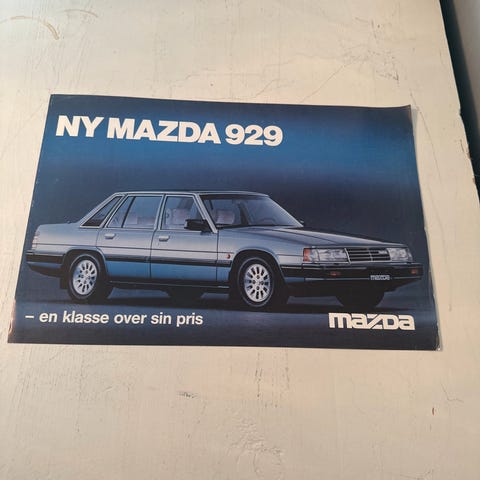 NY MAZDA 929
– en klasse over sin pris
mazda